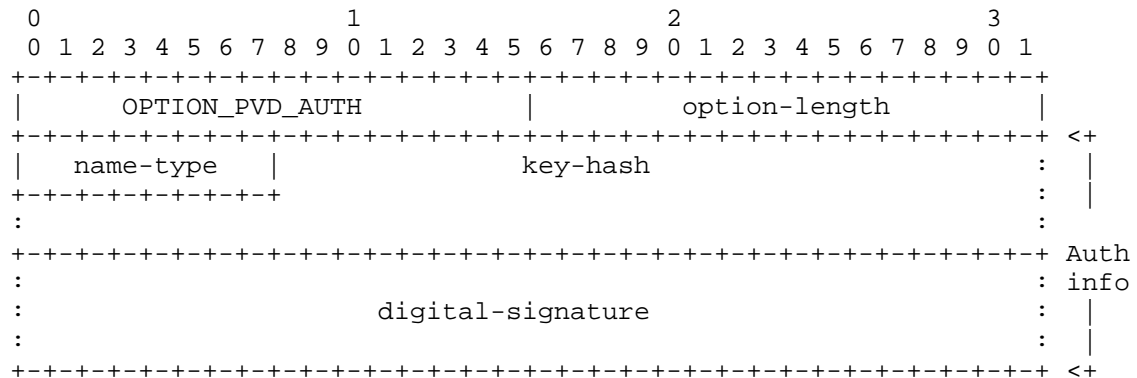 0                   1                   2                   3
 0 1 2 3 4 5 6 7 8 9 0 1 2 3 4 5 6 7 8 9 0 1 2 3 4 5 6 7 8 9 0 1
+-+-+-+-+-+-+-+-+-+-+-+-+-+-+-+-+-+-+-+-+-+-+-+-+-+-+-+-+-+-+-+-+
|      OPTION_PVD_AUTH          |         option-length         |
+-+-+-+-+-+-+-+-+-+-+-+-+-+-+-+-+-+-+-+-+-+-+-+-+-+-+-+-+-+-+-+-+ <+
|   name-type   |               key-hash                        :  |
+-+-+-+-+-+-+-+-+                                               :  |
:                                                               :
+-+-+-+-+-+-+-+-+-+-+-+-+-+-+-+-+-+-+-+-+-+-+-+-+-+-+-+-+-+-+-+-+ Auth
:                                                               : info
:                      digital-signature                        :  |
:                                                               :  |
+-+-+-+-+-+-+-+-+-+-+-+-+-+-+-+-+-+-+-+-+-+-+-+-+-+-+-+-+-+-+-+-+ <+